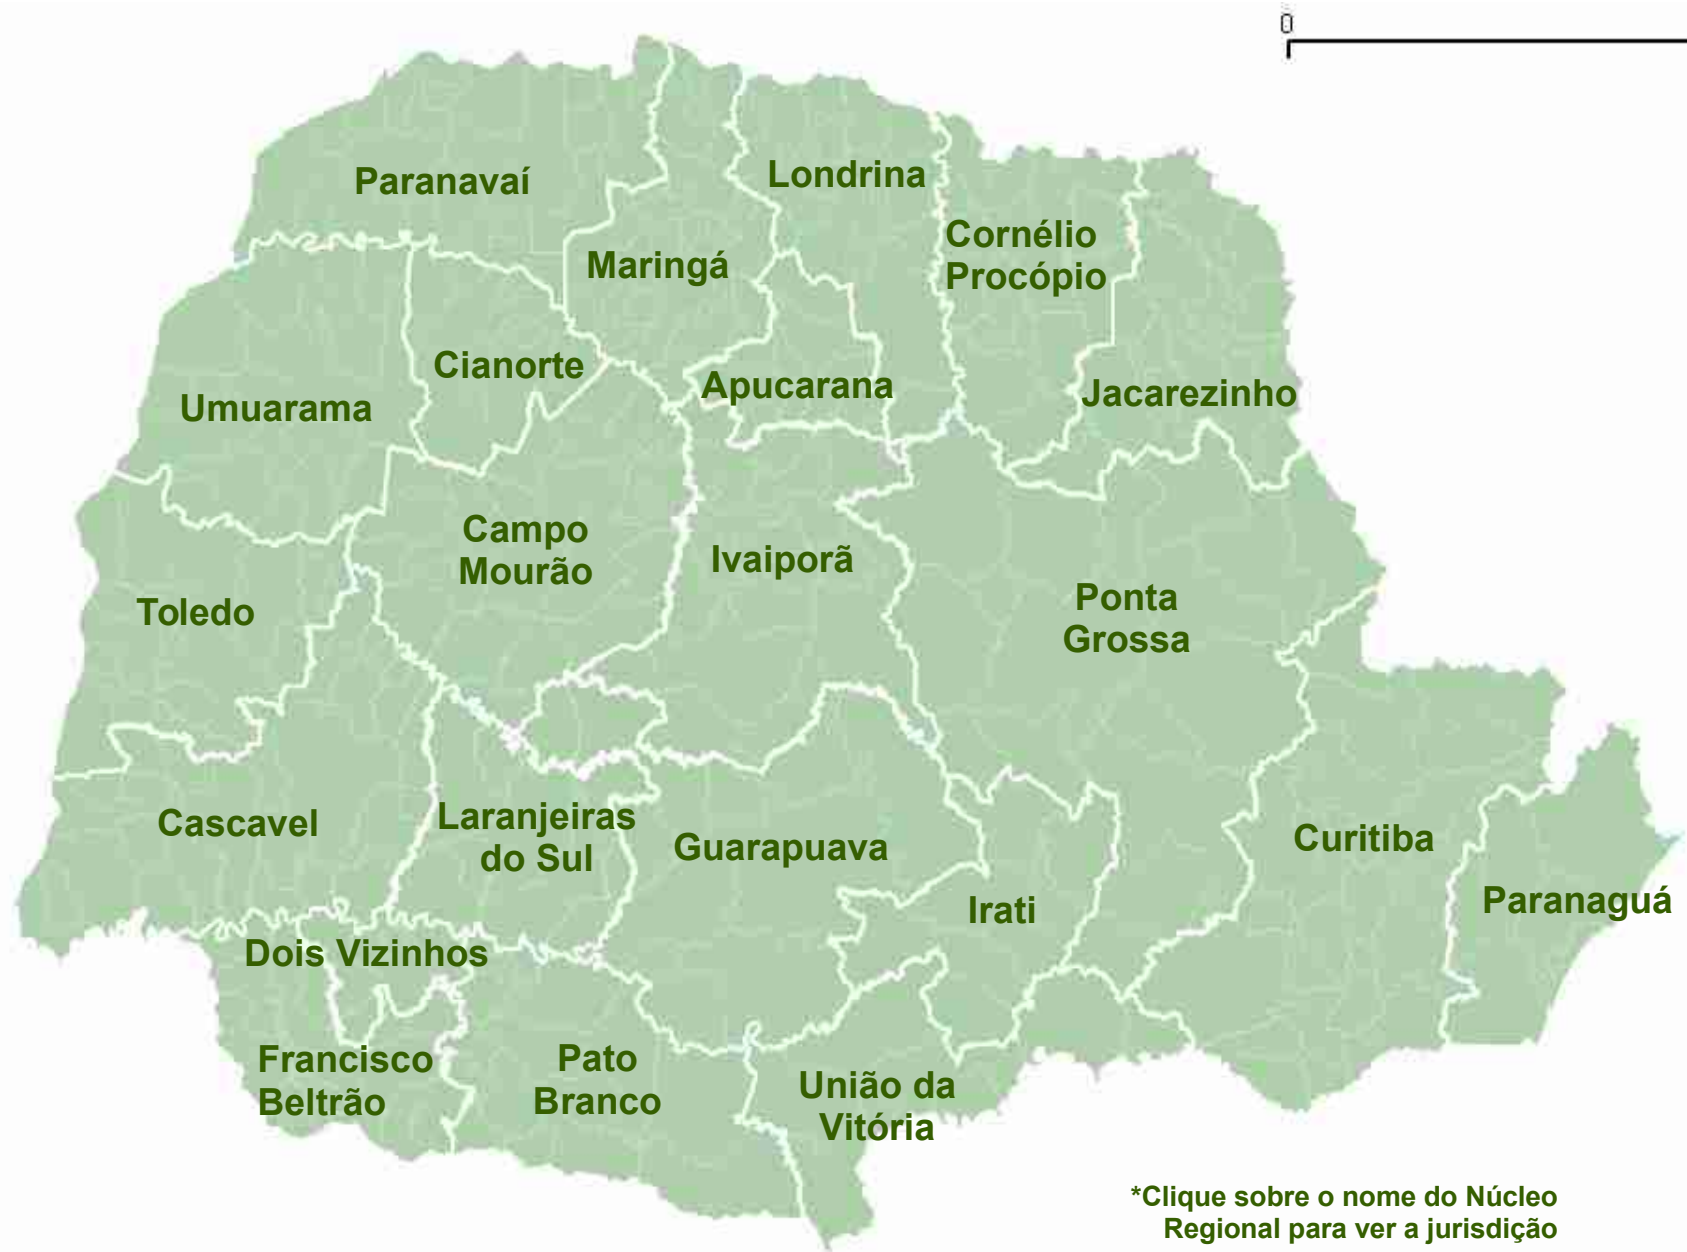 0
Paranavaí
Londrina
Cornélio
Procópio
Maringá
Cianorte
Apucarana
Jacarezinho
Umuarama
Campo
Mourão
Ivaiporã
Ponta
Grossa
Toledo
Cascavel
Laranjeiras
do Sul
Guarapuava
Curitiba
Irati
Paranaguá
Dois Vizinhos
Francisco
Beltrão
Pato
Branco
União da
Vitória
*Clique sobre o nome do Núcleo
Regional para ver a jurisdição